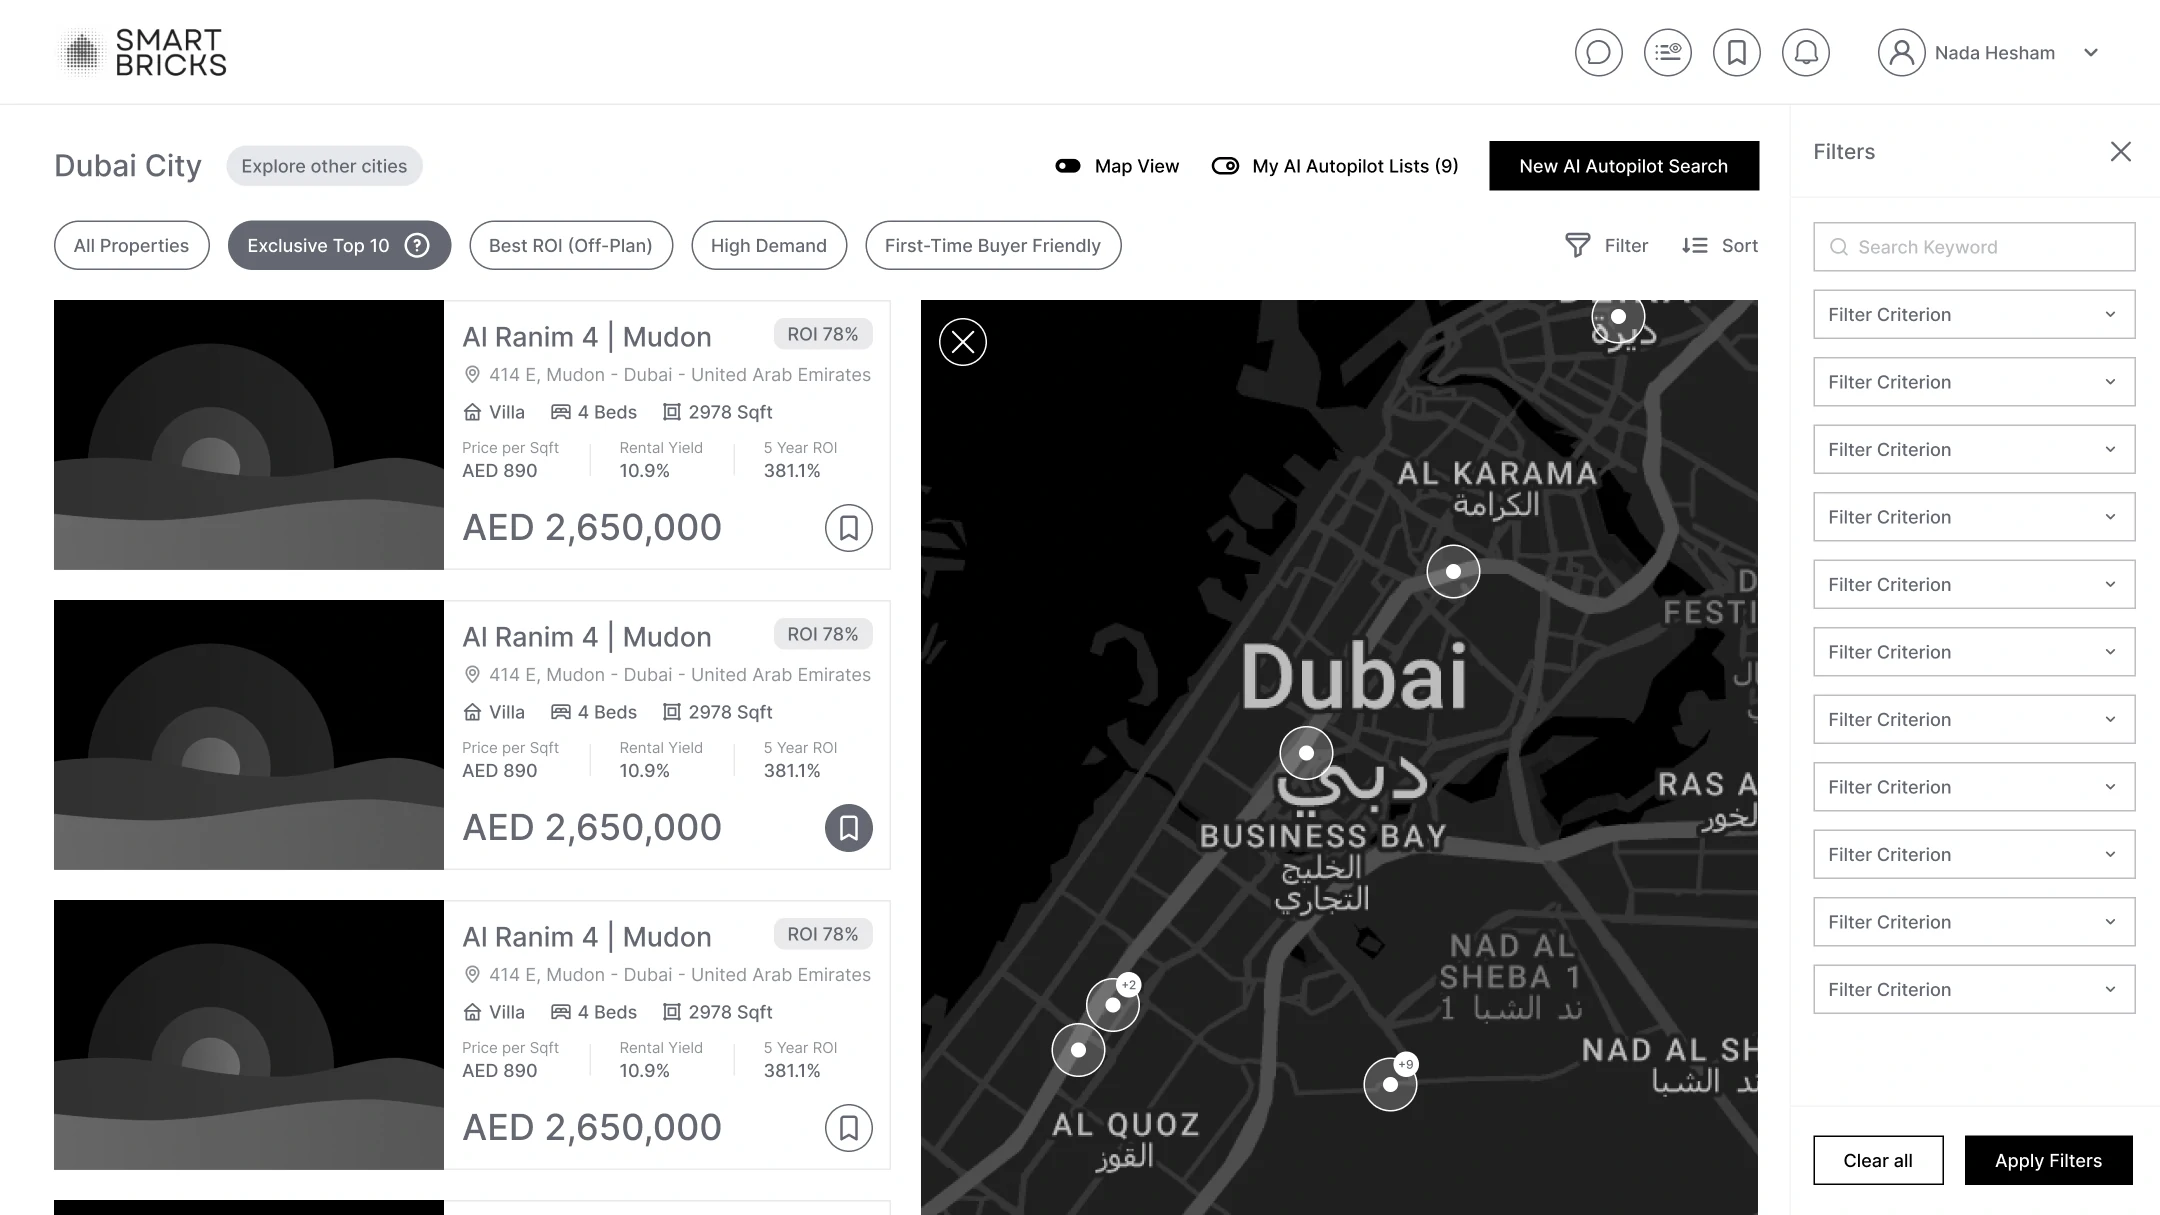 SMART
BRICKS
Nada Hesham
Dubai City
Explore other cities
Map View
My AI Autopilot Lists (9)
New AI Autopilot Search
All Properties
Exclusive Top 10
?
Best ROI (Off-Plan)
High Demand
First-Time Buyer Friendly
Filter
Sort
Al Ranim 4 | Mudon
ROI 78%
414 E, Mudon - Dubai - United Arab Emirates
Villa
4 Beds
2978 Sqft
Price per Sqft
Rental Yield
5 Year ROI
AED 890
10.9%
381.1%
AED 2,650,000
Al Ranim 4 | Mudon
ROI 78%
414 E, Mudon - Dubai - United Arab Emirates
Villa
4 Beds
2978 Sqft
Price per Sqft
Rental Yield
5 Year ROI
AED 890
10.9%
381.1%
AED 2,650,000
Al Ranim 4 | Mudon
ROI 78%
414 E, Mudon - Dubai - United Arab Emirates
Villa
4 Beds
2978 Sqft
Price per Sqft
Rental Yield
5 Year ROI
AED 890
10.9%
381.1%
AED 2,650,000
ديرة
AL KARAMA
الكرامة
Dubai
دبي
BUSINESS BAY
الخليج
التجاري
RAS A
لخور
NAD AL
SHEBA 1
ند الشبا 1
NAD AL SH
ند الشبا
+2
+9
AL QUOZ
القوز
Filters
Search Keyword
Filter Criterion
Filter Criterion
Filter Criterion
Filter Criterion
Filter Criterion
Filter Criterion
Filter Criterion
Filter Criterion
Filter Criterion
Filter Criterion
Filter Criterion
Clear all
Apply Filters